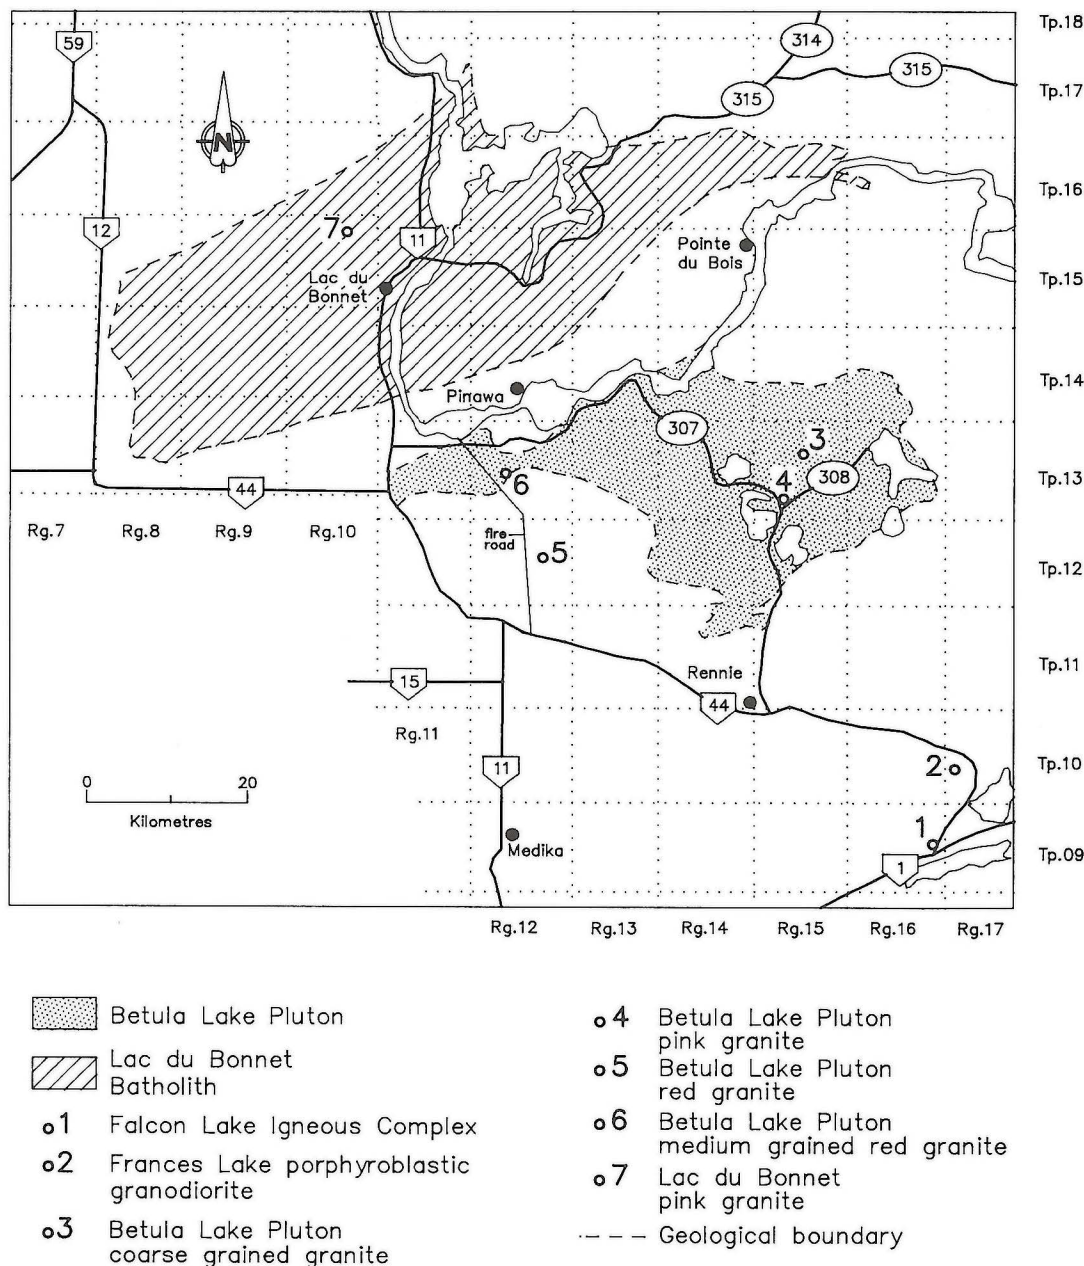 Tp.18
59
314
315
315
Tp.17
N
Tp.16
12
7
11
Pointe
du Bois
Lac du
Bonnet
Tp.15
Pinawa
Tp.14
307
3
308
4
6
44
Tp.13
Rg.7
Rg.8
Rg.9
Rg.10
fire
road
5
Tp.12
Rennie
15
44
Tp.11
Rg.11
2
Tp.10
0
20
Kilometres
11
1
Medika
1
Tp.09
Rg.12
Rg.13
Rg.14
Rg.15
Rg.16
Rg.17
Betula Lake Pluton
Lac du Bonnet
Batholith
1 Falcon Lake Igneous Complex
2 Frances Lake porphyroblastic
granodiorite
3 Betula Lake Pluton
coarse grained granite
4 Betula Lake Pluton
pink granite
5 Betula Lake Pluton
red granite
6 Betula Lake Pluton
medium grained red granite
7 Lac du Bonnet
pink granite
Geological boundary